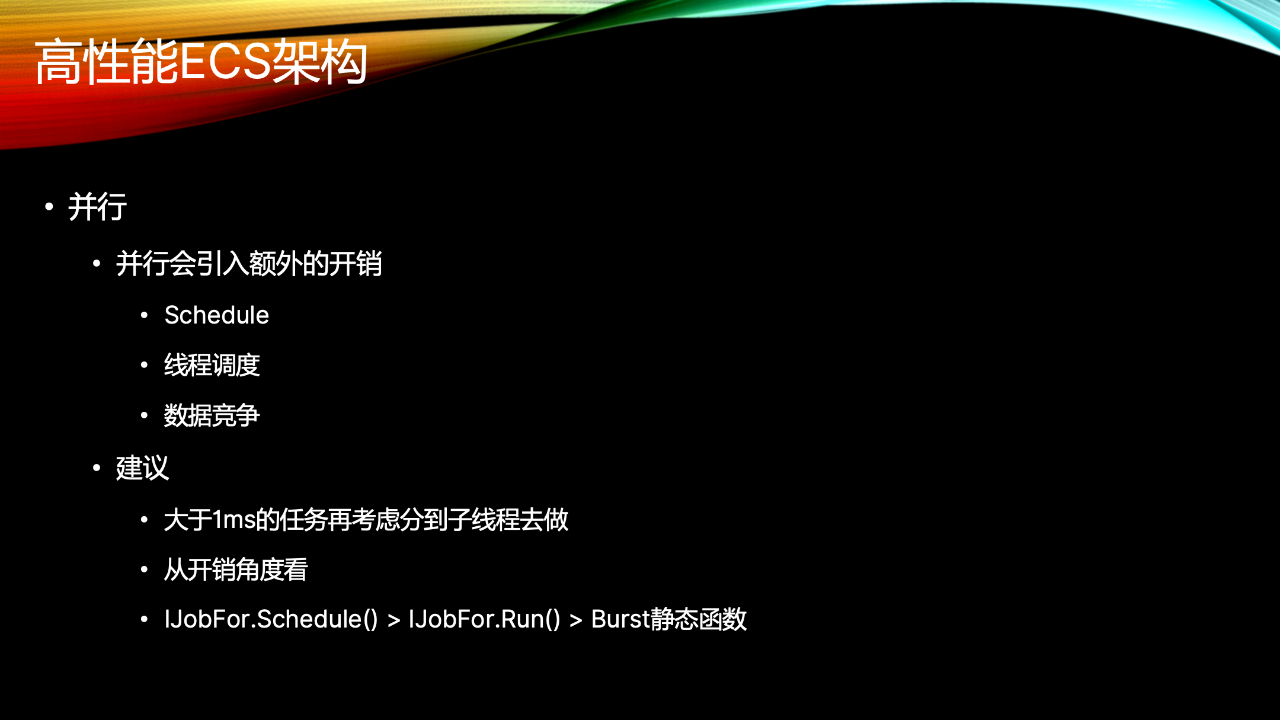 高性能ECS架构
• 并行
• 并行会引入额外的开销
• Schedule
• 线程调度
• 数据竞争
• 建议
• 大于1ms的任务再考虑分到子线程去做
• 从开销角度看
• IJobFor.Schedule() > IJobFor.Run() > Burst静态函数